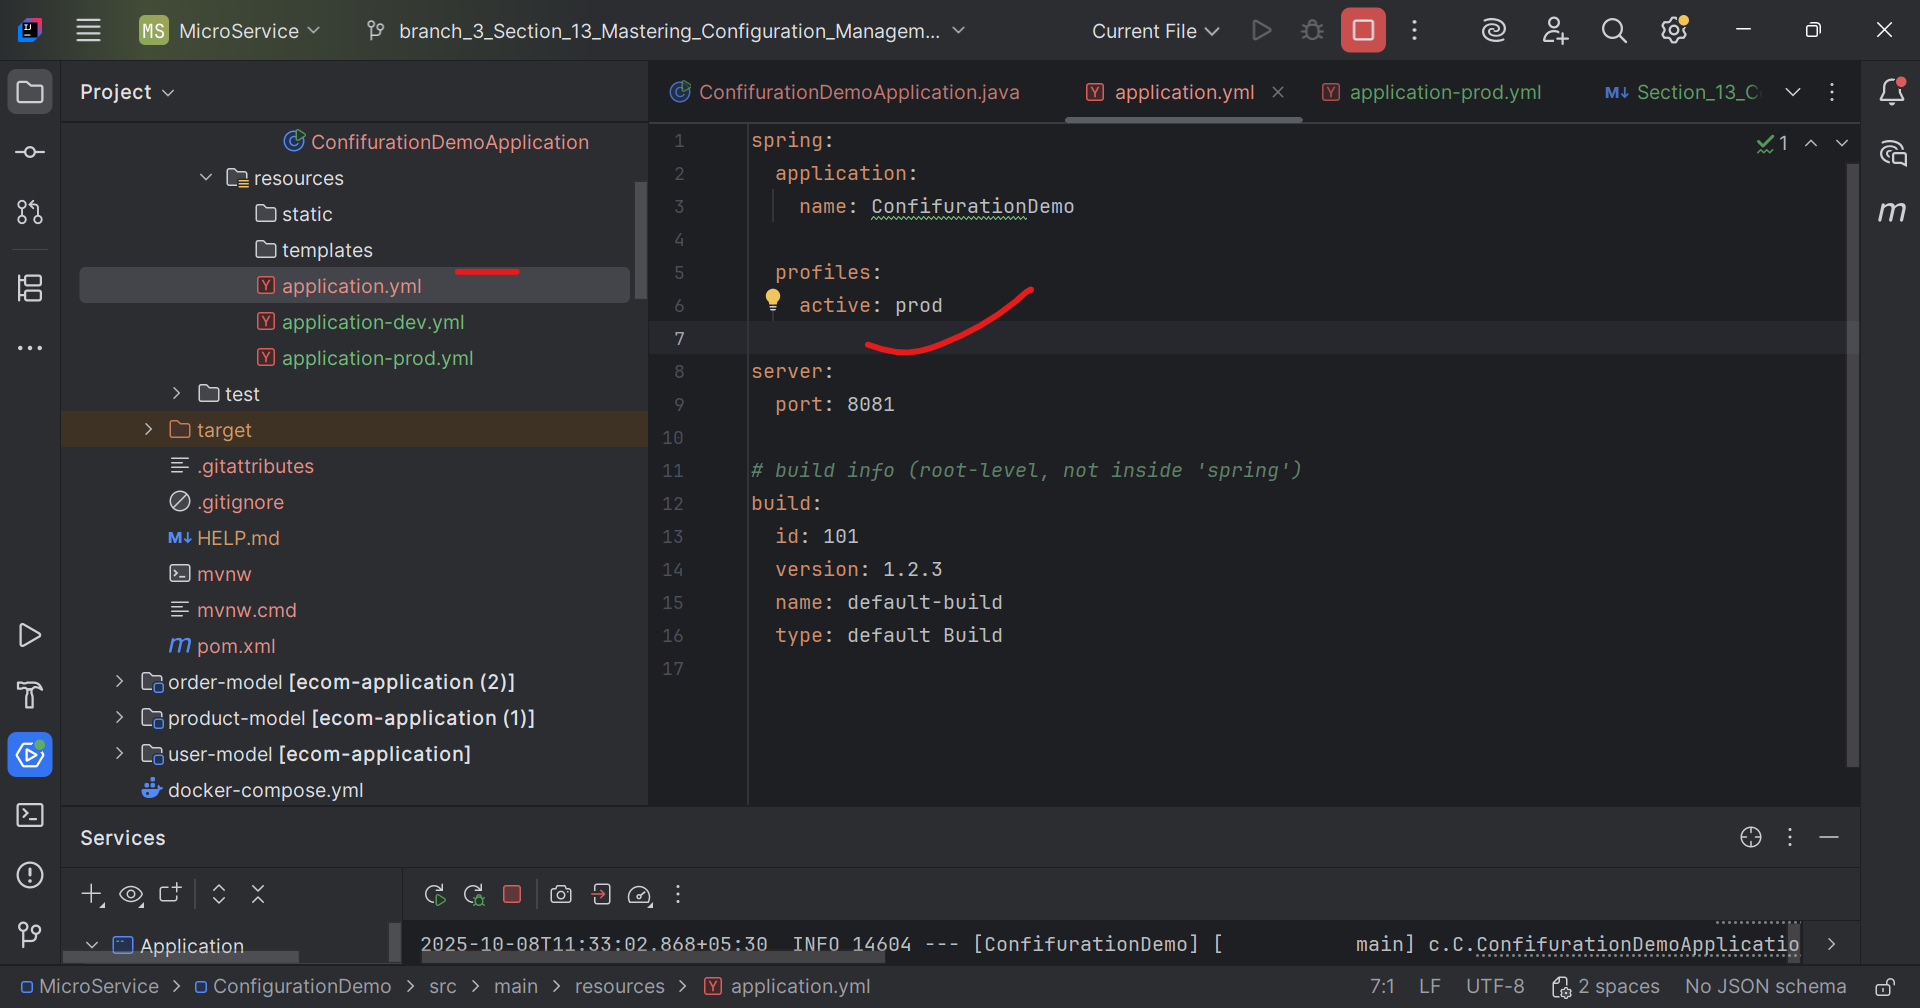 MS MicroService branch_3_Section_13_Mastering_Configuration_Managem... Current File
Project
ConfifurationDemoApplication.java application.yml application-prod.yml M↓ Section_13_C
ConfifurationDemoApplication
resources
static
templates
Y application.yml
Y application-dev.yml
Y application-prod.yml
test
target
.gitattributes
.gitignore
M↓ HELP.md
mvnw
mvnw.cmd
m pom.xml
order-model [ecom-application (2)]
product-model [ecom-application (1)]
user-model [ecom-application]
docker-compose.yml
1 spring:
2 application:
3 name: ConfifurationDemo
4
5 profiles:
6 active: prod
7
8 server:
9 port: 8081
10
11 # build info (root-level, not inside 'spring')
12 build:
13 id: 101
14 version: 1.2.3
15 name: default-build
16 type: default Build
17
1
m
Services
Application
2025-10-08T11:33:02.868+05:30 INFO 14604 --- [ConfifurationDemo] [ main] c.C.ConfifurationDemoApplicatio
MicroService > ConfigurationDemo > src > main > resources > Y application.yml 7:1 LF UTF-8 2 spaces No JSON schema